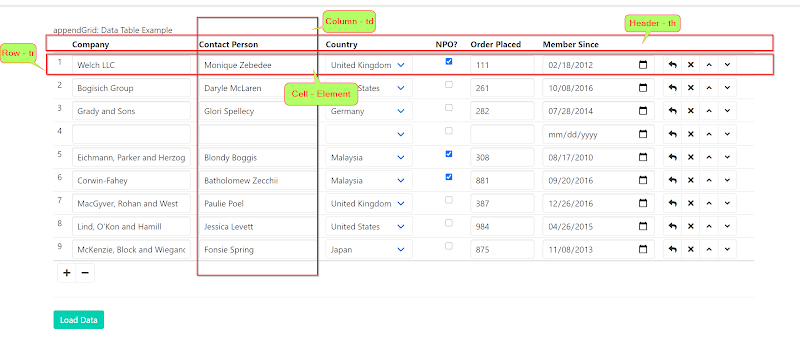 appendGrid: Data Table Example
Column - td
Header - th
Company Contact Person Country NPO? Order Placed Member Since
Row - tr
1 Welch LLC Monique Zebedee United Kingdom 111 02/18/2012
Cell - Element
2 Bogisich Group Daryle McLaren States 261 10/08/2016
3 Grady and Sons Glori Spellecy Germany 282 07/28/2014
4 mm/dd/yyyy
5 Eichmann, Parker and Herzog Blondy Boggis Malaysia 308 08/17/2010
6 Corwin-Fahey Batholomew Zecchii Malaysia 881 09/20/2016
7 MacGyver, Rohan and West Paulie Poel United Kingdom 387 12/26/2016
8 Lind, O'Kon and Hamill Jessica Levett United States 984 04/26/2015
9 McKenzie, Block and Wieganc Fonsie Spring Japan 875 11/08/2013
Load Data